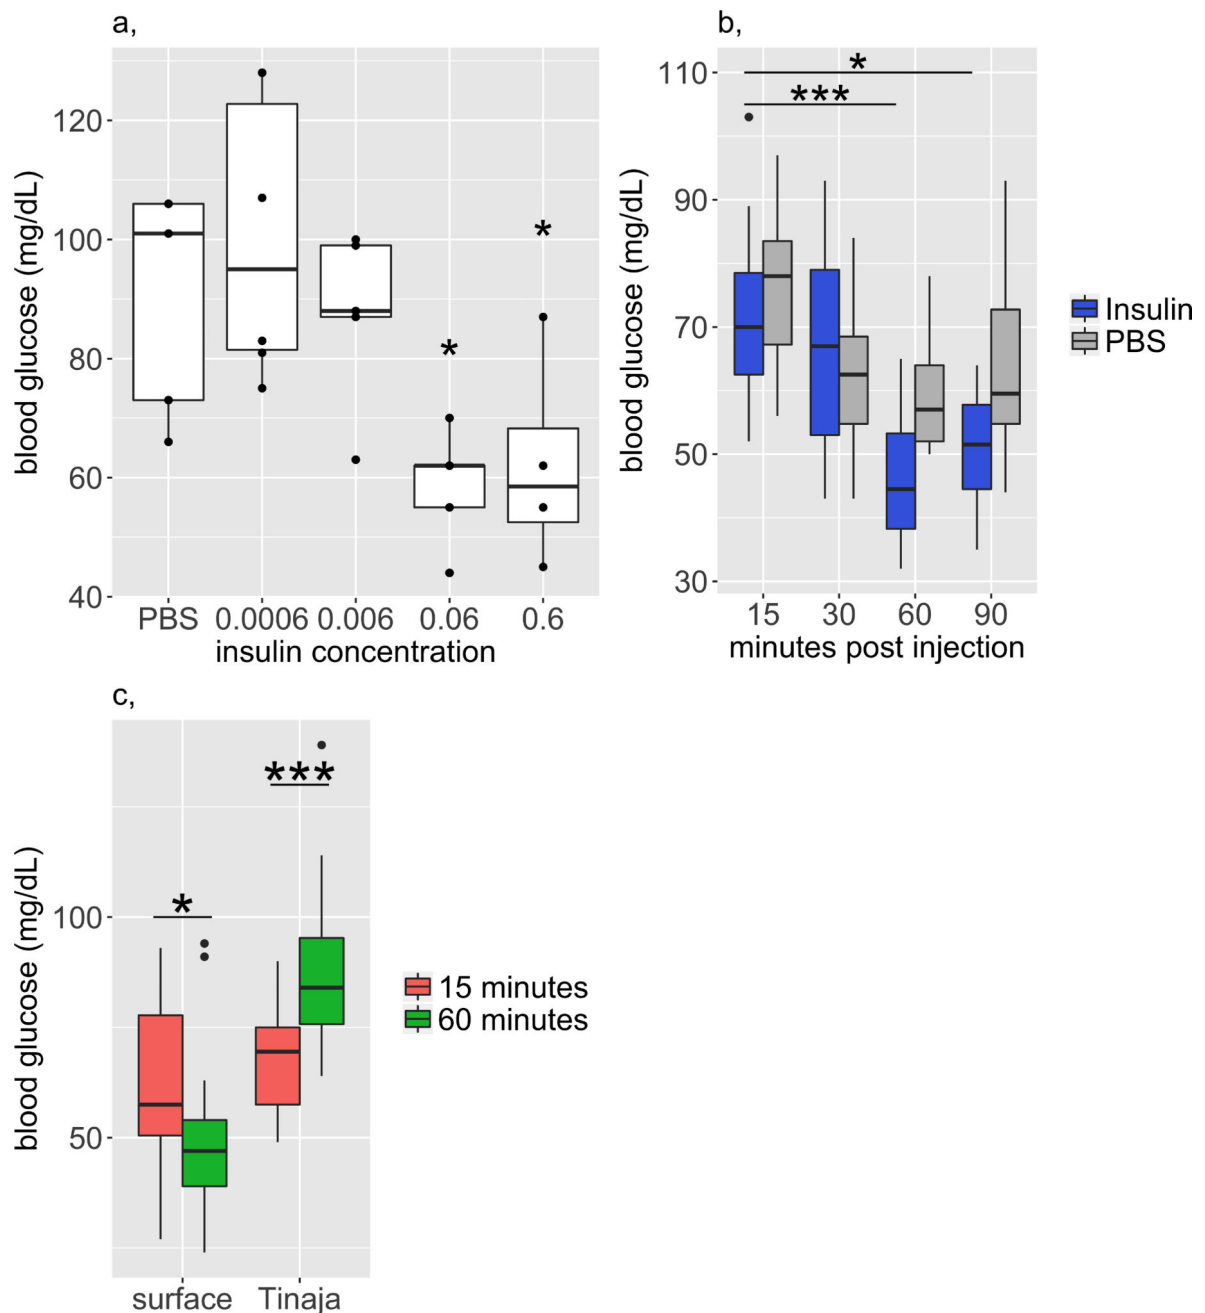 a,
blood glucose (mg/dL)
120
100
80
60
40
*
*
PBS 0.0006 0.006 0.06 0.6
insulin concentration
b,
blood glucose (mg/dL)
110
90
70
50
30
*
***
15 30 60 90
minutes post injection
Insulin
PBS
c,
blood glucose (mg/dL)
100
50
***
*
surface Tinaja
15 minutes
60 minutes